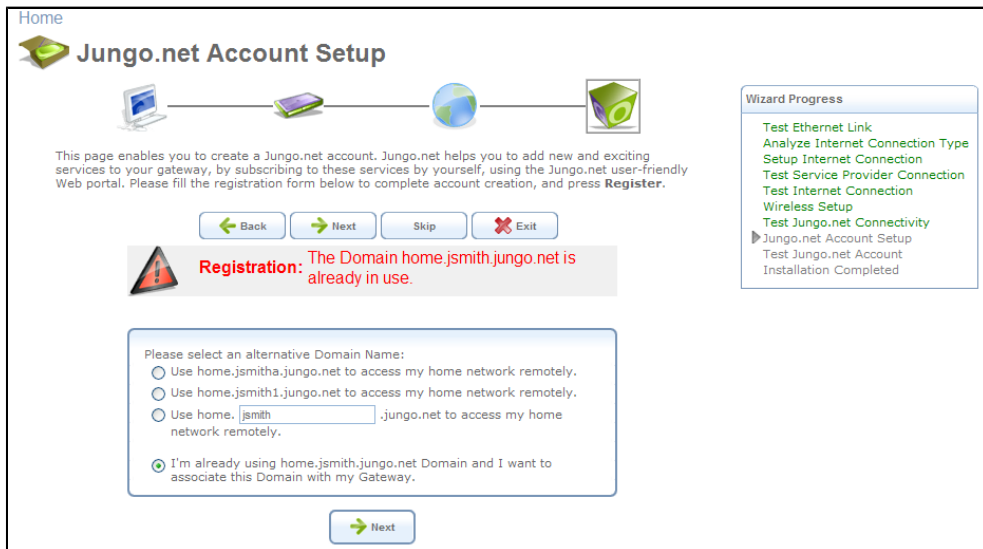 Home
Jungo.net Account Setup
This page enables you to create a Jungo.net account. Jungo.net helps you to add new and exciting
services to your gateway, by subscribing to these services by yourself, using the Jungo.net user-friendly
Web portal. Please fill the registration form below to complete account creation, and press Register.
Back
Next
Skip
Exit
Registration: The Domain home.jsmith.jungo.net is
already in use.
Please select an alternative Domain Name:
Use home.jsmitha.jungo.net to access my home network remotely.
Use home.jsmith1.jungo.net to access my home network remotely.
Use home. jsmith .jungo.net to access my home
network remotely.
I'm already using home.jsmith.jungo.net Domain and I want to
associate this Domain with my Gateway.
Next
Wizard Progress
Test Ethernet Link
Analyze Internet Connection Type
Setup Internet Connection
Test Service Provider Connection
Test Internet Connection
Wireless Setup
Test Jungo.net Connectivity
Jungo.net Account Setup
Test Jungo.net Account
Installation Completed